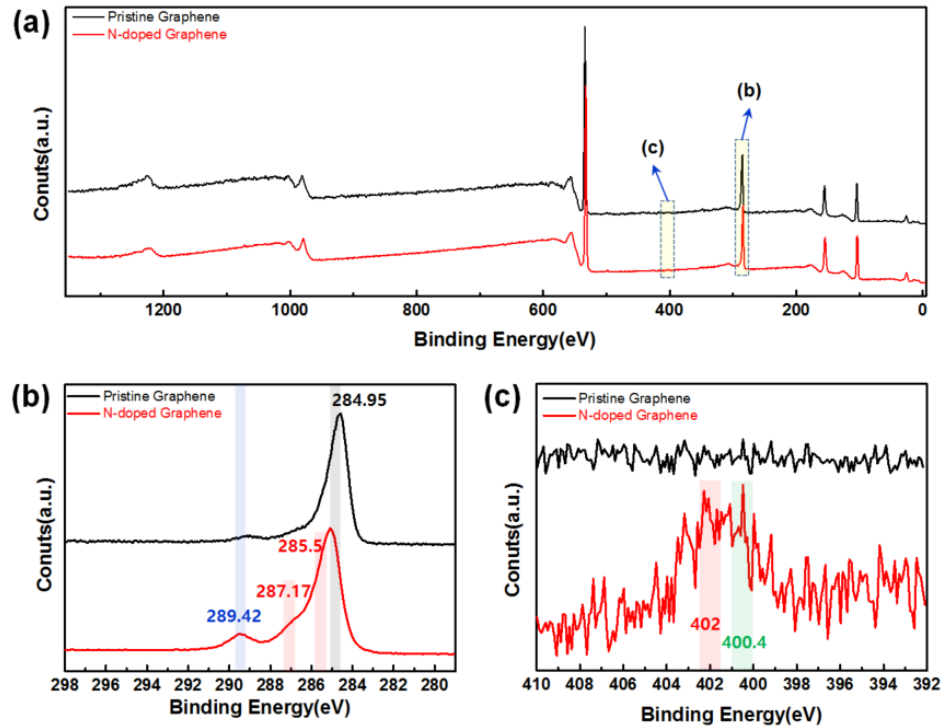 (a)
Pristine Graphene
N-doped Graphene
(b)
(c)
Conuts(a.u.)
1200 1000 800 600 400 200 0
Binding Energy(eV)
(b)
Pristine Graphene
N-doped Graphene
284.95
285.5
287.17
289.42
Conuts(a.u.)
298 296 294 292 290 288 286 284 282 280
Binding Energy(eV)
(c)
Pristine Graphene
N-doped Graphene
402
400.4
Conuts(a.u.)
410 408 406 404 402 400 398 396 394 392
Binding Energy(eV)